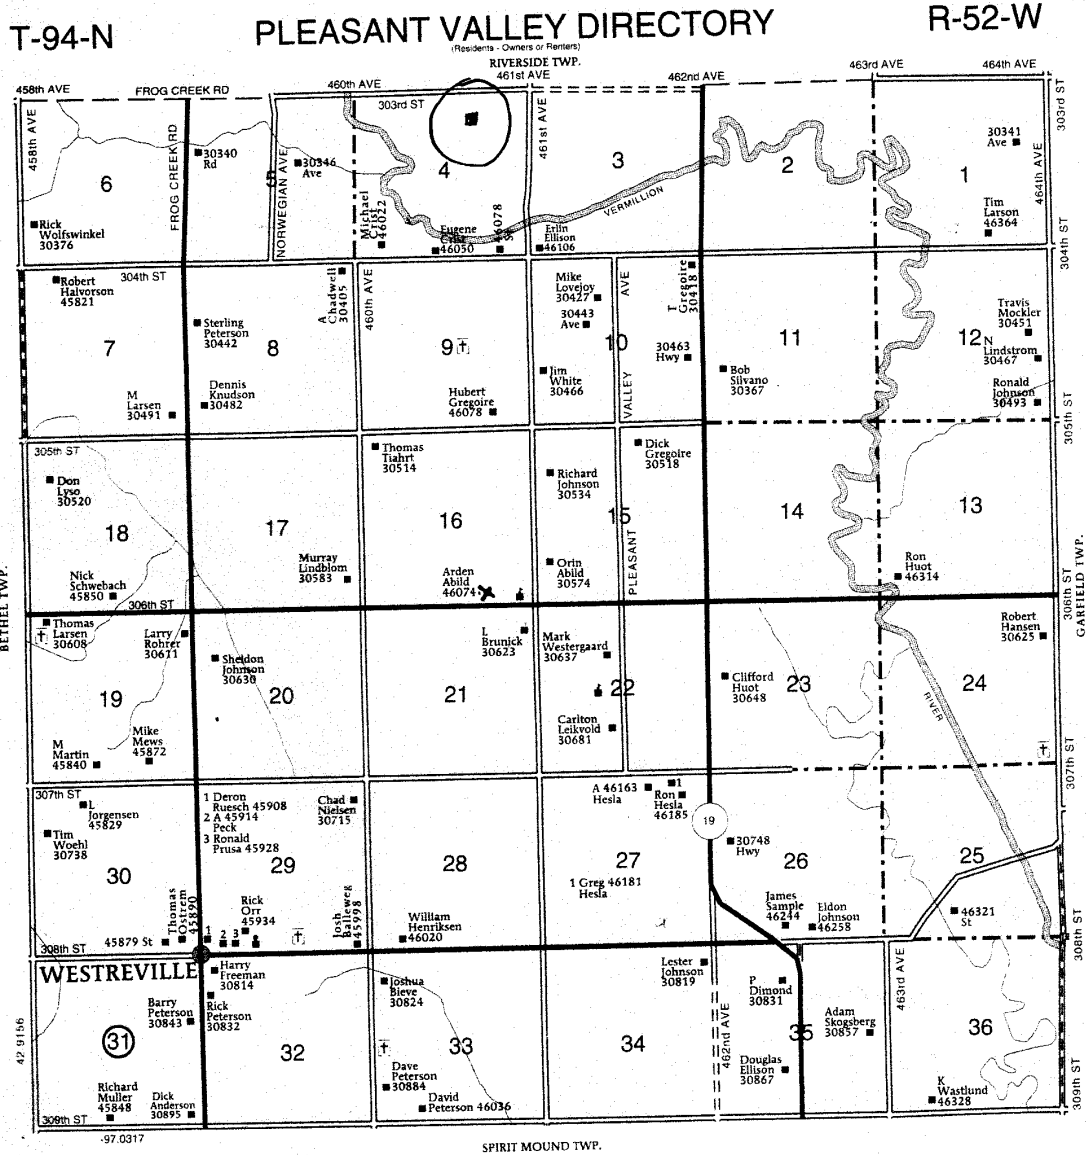 T-94-N
PLEASANT VALLEY DIRECTORY
R-52-W
(Residents - Owners or Renters)
RIVERSIDE TWP.
458th AVE
FROG CREEK RD
460th AVE
461st AVE
462nd AVE
463rd AVE
464th AVE
303rd ST
303rd ST
458th AVE
FROG CREEK RD
NORWEGIAN AVE
461st AVE
464th AVE
6
5
4
3
2
1
30340
Rd
30346
Ave
30341
Ave
Rick
Wolfswinkel
30376
Michael
Crist
46022
Eugene
46050
46078
Erlin
Ellison
46106
VERMILLION
Tim
Larson
46364
304th ST
304th ST
Robert
Halvorson
45821
A
Chadwell
30405
460th AVE
Mike
Lovejoy
30427
30443
Ave
AVE
T
Gregoire
30418
Travis
Mockler
30451
N
Lindstrom
30467
Ronald
Johnson
30493
Sterling
Peterson
30442
7
8
9
10
11
12
30463
Hwy
Bob
Silvano
30367
Jim
White
30466
Hubert
Gregoire
46078
Dennis
Knudson
30482
M
Larsen
30491
VALLEY
305th ST
305th ST
Thomas
Tiahrt
30514
Dick
Gregoire
30518
Don
Lyso
30520
Richard
Johnson
30534
18
17
16
15
14
13
Murray
Lindblom
30583
Arden
Abild
46074
Orin
Abild
30574
PLEASANT
Ron
Huot
46314
Nick
Schwebach
45850
306th ST
306th ST
BETHEL TWP.
GARFIELD TWP.
Thomas
Larsen
30608
Larry
Rohrer
30611
Sheldon
Johnson
30630
L
Brunick
30623
Mark
Westergaard
30637
Robert
Hansen
30625
Clifford
Huot
30648
19
20
21
22
23
24
RIVER
Carlton
Leikvold
30681
M
Martin
45840
Mike
Mews
45872
307th ST
307th ST
L
Jorgensen
45829
Tim
Woehl
30738
1 Deron
Ruesch 45908
2 A 45914
Peck
3 Ronald
Prusa 45928
Chad
Nielsen
30715
A 46163
Hesla
1
Ron
Hesla
46185
19
30748
Hwy
30
29
28
27
26
25
1 Greg 46181
Hesla
Thomas
Ostrem
45890
Rick
Orr
45934
Josh
Balleweg
45998
William
Henriksen
46020
James
Sample
46244
Eldon
Johnson
46258
46321
St
45879 St
1
2 3
308th ST
308th ST
WESTREVILLE
Harry
Freeman
30814
Rick
Peterson
30832
Barry
Peterson
30843
Joshua
Bieve
30824
Lester
Johnson
30819
P
Dimond
30831
Adam
Skogsberg
30857
463rd AVE
462nd AVE
31
32
33
34
35
36
Dave
Peterson
30884
David
Peterson 46036
Douglas
Ellison
30867
K
Wastlund
46328
Richard
Muller
45848
Dick
Anderson
30895
42.9156
309th ST
309th ST
-97.0317
SPIRIT MOUND TWP.